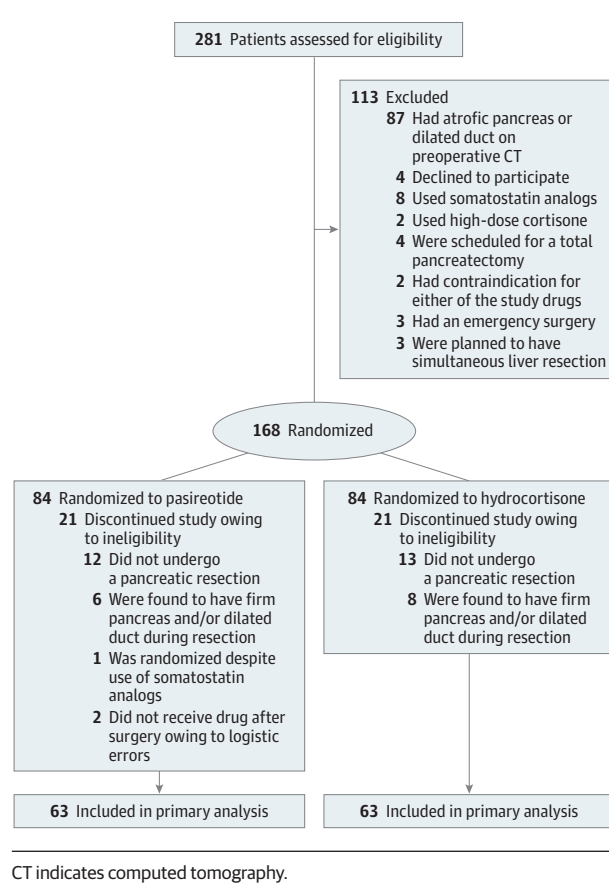 281 Patients assessed for eligibility
113 Excluded
87 Had atrofic pancreas or
dilated duct on
preoperative CT
4 Declined to participate
8 Used somatostatin analogs
2 Used high-dose cortisone
4 Were scheduled for a total
pancreatectomy
2 Had contraindication for
either of the study drugs
3 Had an emergency surgery
3 Were planned to have
simultaneous liver resection
168 Randomized
84 Randomized to pasireotide
21 Discontinued study owing
to ineligibility
12 Did not undergo
a pancreatic resection
6 Were found to have firm
pancreas and/or dilated
duct during resection
1 Was randomized despite
use of somatostatin
analogs
2 Did not receive drug after
surgery owing to logistic
errors
84 Randomized to hydrocortisone
21 Discontinued study owing
to ineligibility
13 Did not undergo
a pancreatic resection
8 Were found to have firm
pancreas and/or dilated
duct during resection
63 Included in primary analysis
63 Included in primary analysis
CT indicates computed tomography.